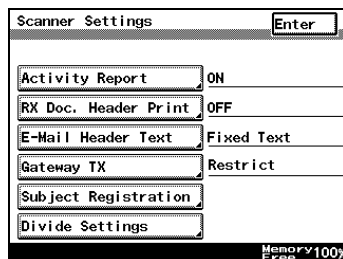 Scanner Settings
Enter
Activity Report ON
RX Doc. Header Print OFF
E-Mail Header Text Fixed Text
Gateway TX Restrict
Subject Registration
Divide Settings
Memory Free 100%